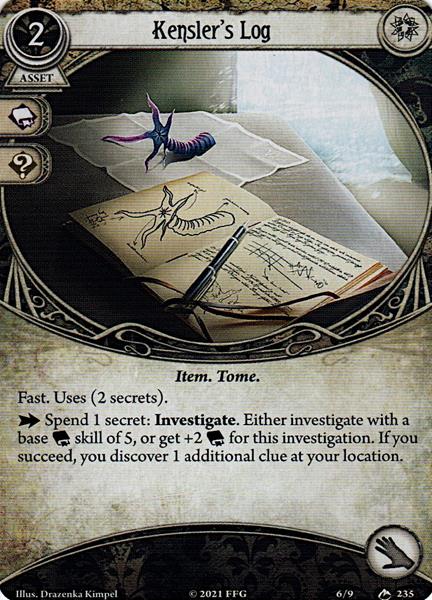 2
Kensler's Log
ASSET
?
Item. Tome.
Fast. Uses (2 secrets).
Spend 1 secret: Investigate. Either investigate with a
base skill of 5, or get +2 for this investigation. If you
succeed, you discover 1 additional clue at your location.
Illus. Drazenka Kimpel
© 2021 FFG
6/9
235